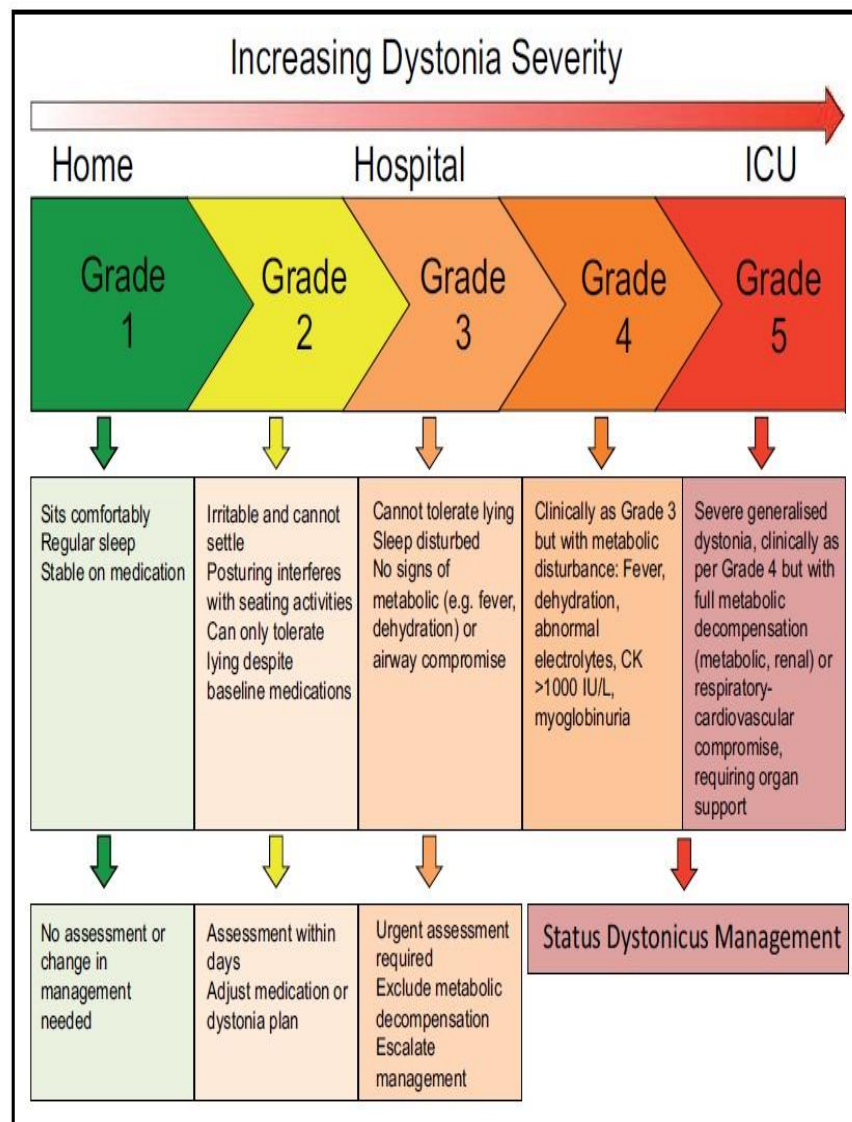 Increasing Dystonia Severity
Home
Hospital
ICU
Grade
1
Grade
2
Grade
3
Grade
4
Grade
5
Sits comfortably
Regular sleep
Stable on medication
Irritable and cannot
settle
Posturing interferes
with seating activities
Can only tolerate
lying despite
baseline medications
Cannot tolerate lying
Sleep disturbed
No signs of
metabolic (e.g. fever,
dehydration) or
airway compromise
Clinically as Grade 3
but with metabolic
disturbance: Fever,
dehydration,
abnormal
electrolytes, CK
>1000 IU/L,
myoglobinuria
Severe generalised
dystonia, clinically as
per Grade 4 but with
full metabolic
decompensation
(metabolic, renal) or
respiratory-
cardiovascular
compromise,
requiring organ
support
No assessment or
change in
management
needed
Assessment within
days
Adjust medication or
dystonia plan
Urgent assessment
required
Exclude metabolic
decompensation
Escalate
management
Status Dystonicus Management